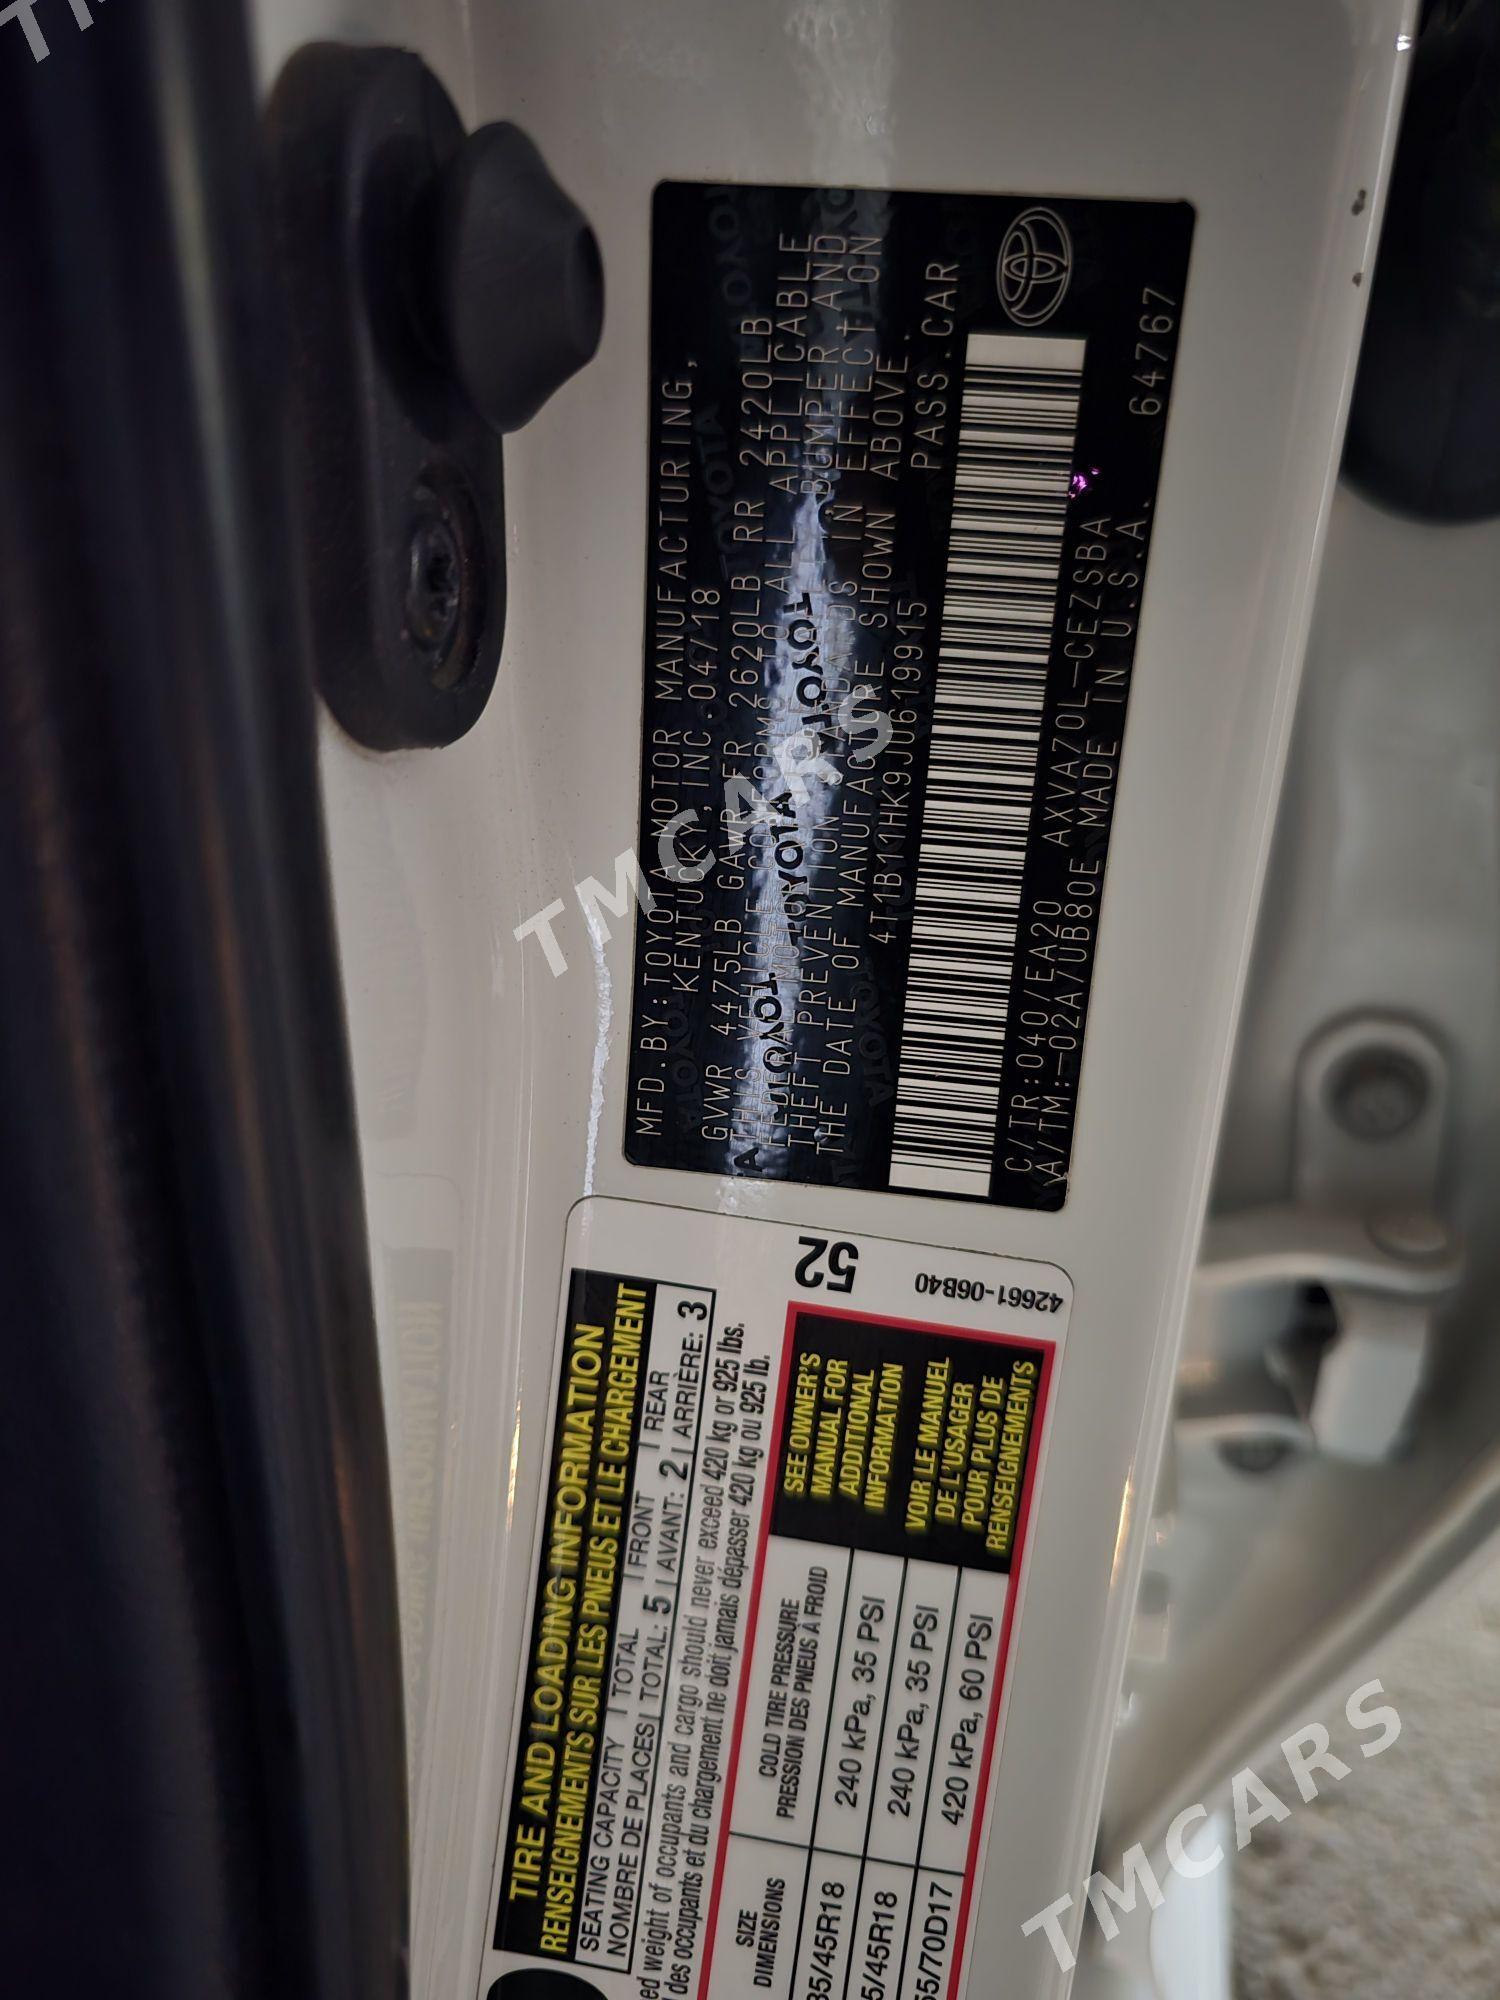 MFD.BY:TOYOTA MOTOR MANUFACTURING,
KENTUCKY, INC. 04/18
GVWR 4475LB GAWR FR 2620LB RR 2420LB
THIS VEHICLE CONFORMS TO ALL APPLICABLE
FEDERAL MOTOR BUMPER AND
THEFT PREVENTION STANDARDS IN EFFECT ON
THE DATE OF MANUFACTURE SHOWN ABOVE.
4T1B11HK9JU619915 PASS.CAR
C/TR:040/EA20 AXVA70L-CEZSBA
A/TM:-02A/UB80E MADE IN U.S.A. 64767
TOYOTA
TMCARS
TIRE AND LOADING INFORMATION
RENSEIGNEMENTS SUR LES PNEUS ET LE CHARGEMENT
52
SEATING CAPACITY | TOTAL | FRONT | REAR
NOMBRE DE PLACES| TOTAL: 5 | AVANT: 2 | ARRIÈRE: 3
weight of occupants and cargo should never exceed 420 kg or 925 lbs.
des occupants et du chargement ne doit jamais dépasser 420 kg ou 925 lb.
42661-06B40
SIZE
DIMENSIONS
COLD TIRE PRESSURE
PRESSION DES PNEUS À FROID
35/45R18 240 kPa, 35 PSI
5/45R18 240 kPa, 35 PSI
55/70D17 420 kPa, 60 PSI
SEE OWNER'S
MANUAL FOR
ADDITIONAL
INFORMATION
VOIR LE MANUEL
DE L'USAGER
POUR PLUS DE
RENSEIGNEMENTS
TMCARS